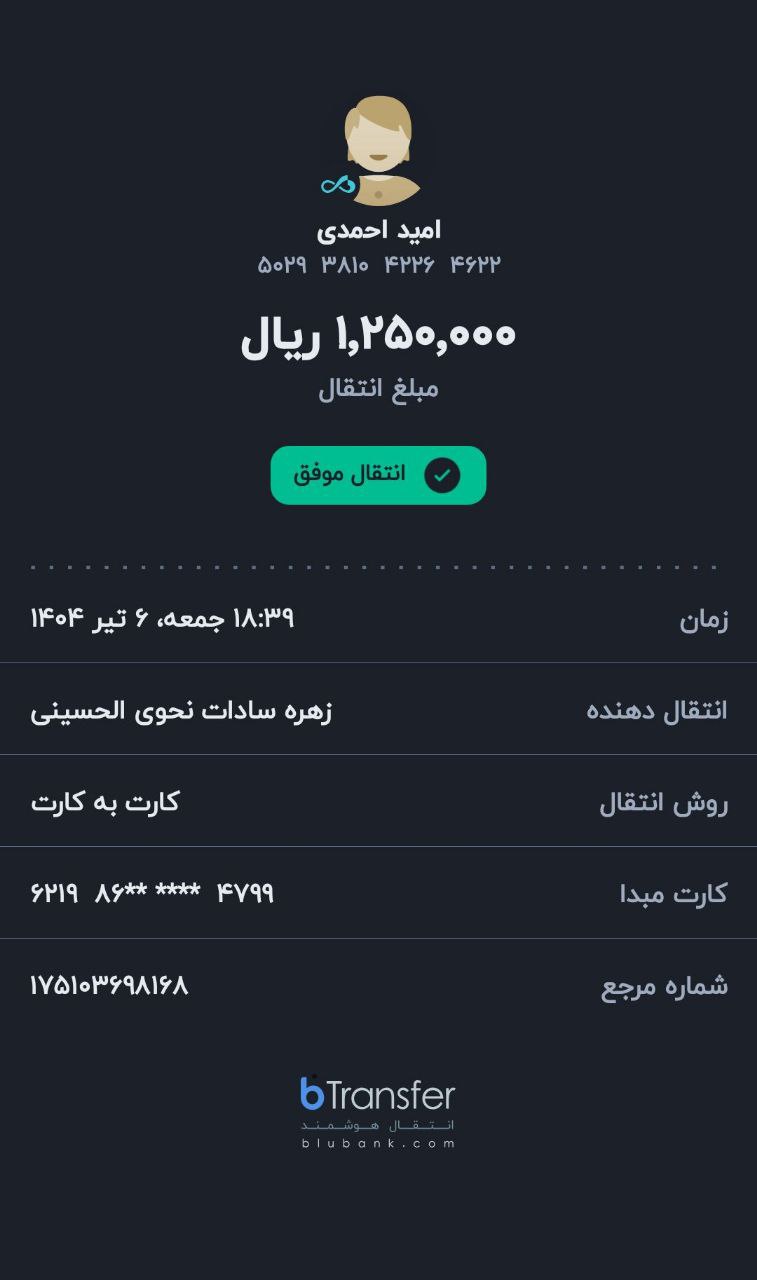 امید احمدی
۵۰۲۹ ۳۸۱۰ ۴۲۲۶ ۴۶۲۲
۱,۲۵۰,۰۰۰ ریال
مبلغ انتقال
انتقال موفق
زمان ۱۸:۳۹ جمعه، ۶ تیر ۱۴۰۴
انتقال دهنده زهره سادات نحوی الحسینی
روش انتقال کارت به کارت
کارت مبدا ۶۲۱۹ ۸۶** **** ۴۷۹۹
شماره مرجع ۱۷۵۱۰۳۶۹۸۱۶۸
bTransfer
انـتـقـال هـوشـمـنـد
blubank.com